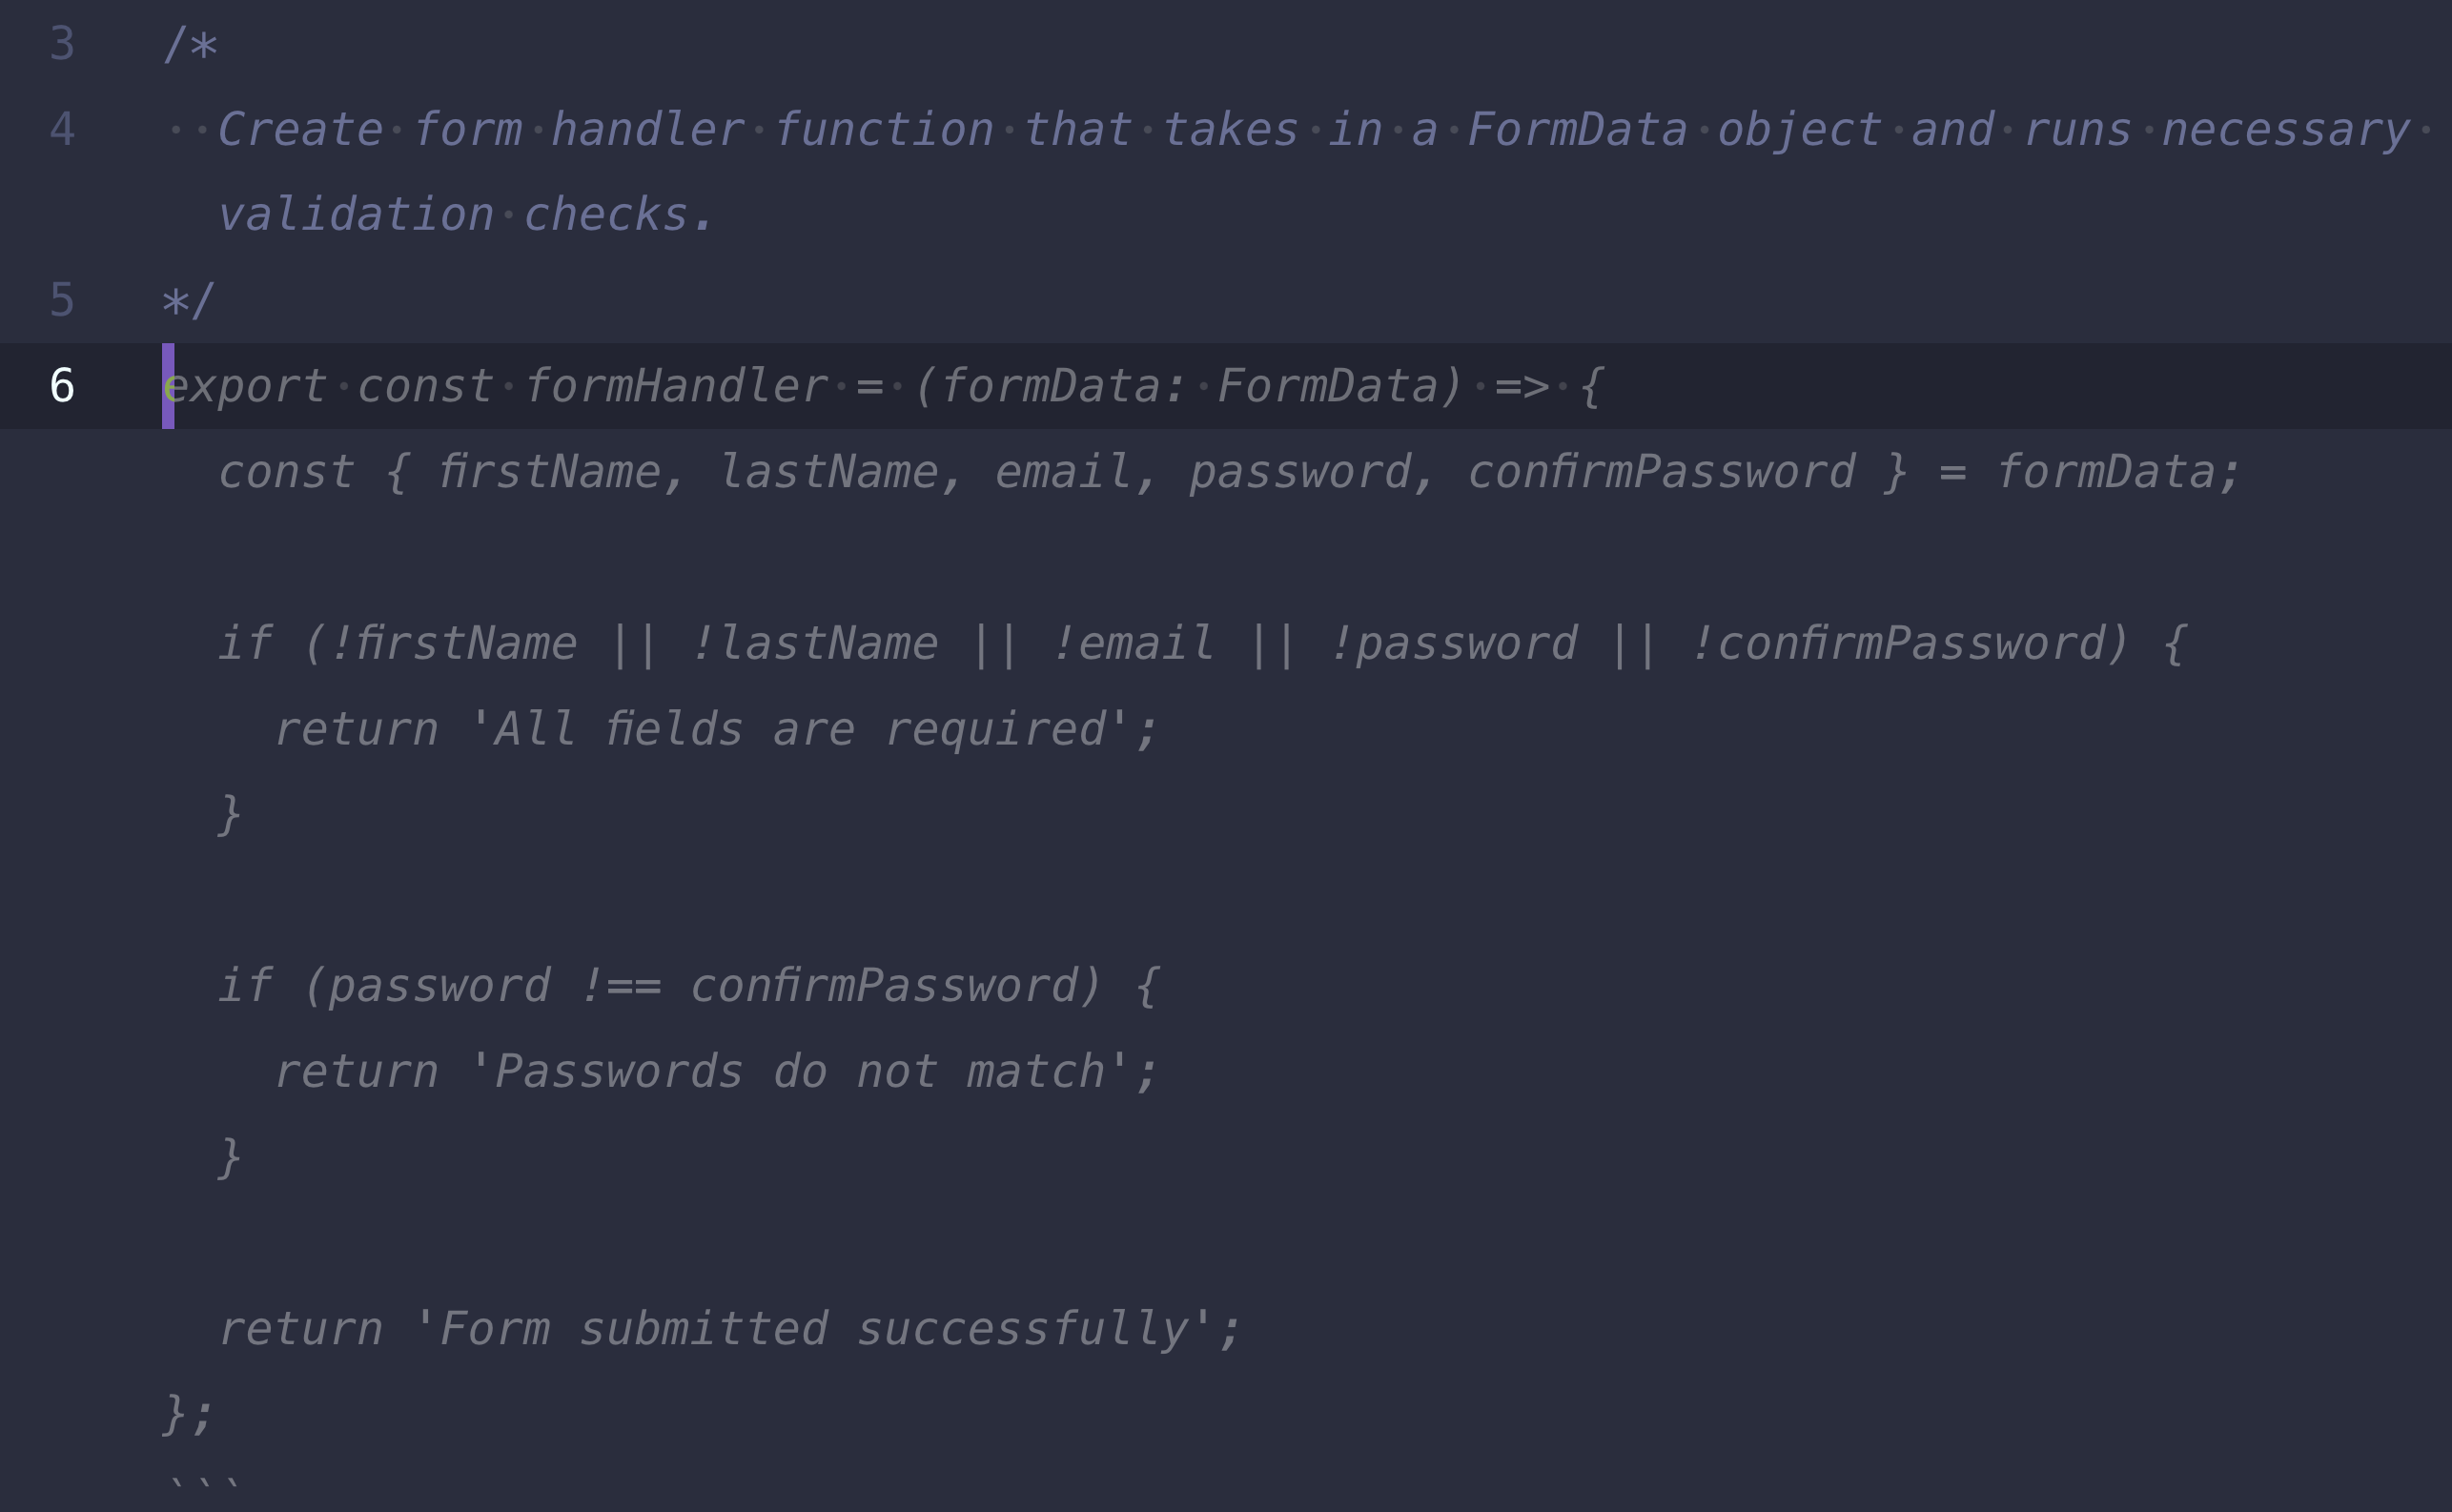 3 /*
4 ··Create·form·handler·function·that·takes·in·a·FormData·object·and·runs·necessary·
validation·checks.
5 */
6 export·const·formHandler·=·(formData:·FormData)·=>·{
  const { firstName, lastName, email, password, confirmPassword } = formData;
  if (!firstName || !lastName || !email || !password || !confirmPassword) {
    return 'All fields are required';
  }
  if (password !== confirmPassword) {
    return 'Passwords do not match';
  }
  return 'Form submitted successfully';
};
```